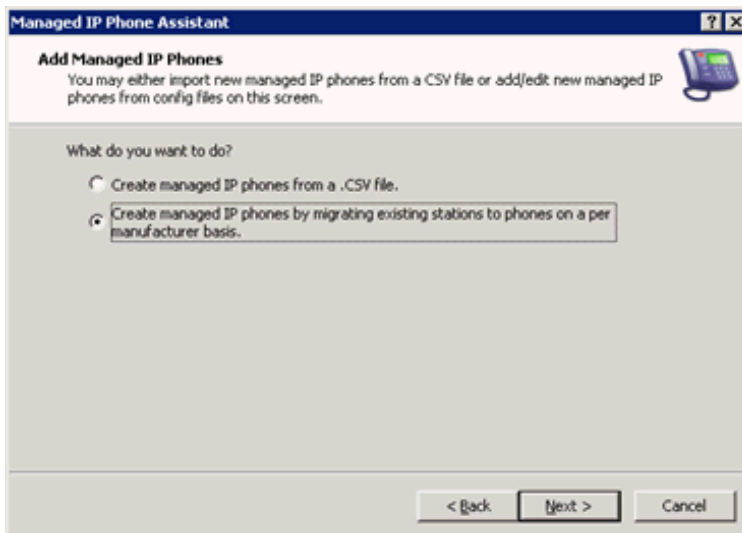 Managed IP Phone Assistant
Add Managed IP Phones
You may either import new managed IP phones from a CSV file or add/edit new managed IP
phones from config files on this screen.
What do you want to do?
Create managed IP phones from a .CSV file.
Create managed IP phones by migrating existing stations to phones on a per
manufacturer basis.
< Back Next > Cancel